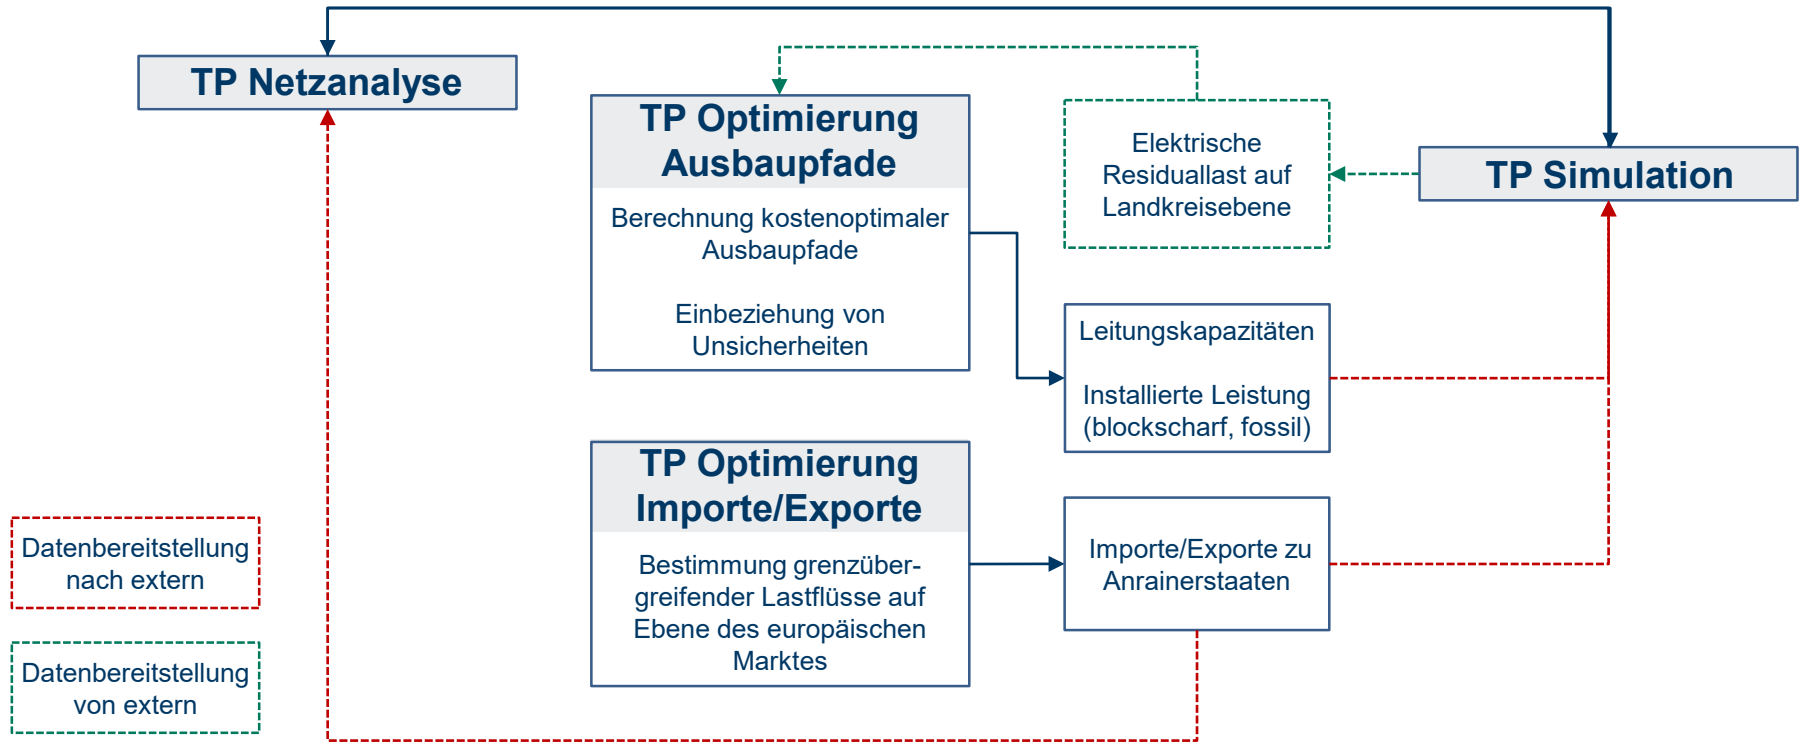 TP Netzanalyse
TP Optimierung
Ausbaupfade
Berechnung kostenoptimaler
Ausbaupfade
Einbeziehung von
Unsicherheiten
Elektrische
Residuallast auf
Landkreisebene
TP Simulation
Leitungskapazitäten
Installierte Leistung
(blockscharf, fossil)
TP Optimierung
Importe/Exporte
Bestimmung grenzüber-
greifender Lastflüsse auf
Ebene des europäischen
Marktes
Importe/Exporte zu
Anrainerstaaten
Datenbereitstellung
nach extern
Datenbereitstellung
von extern